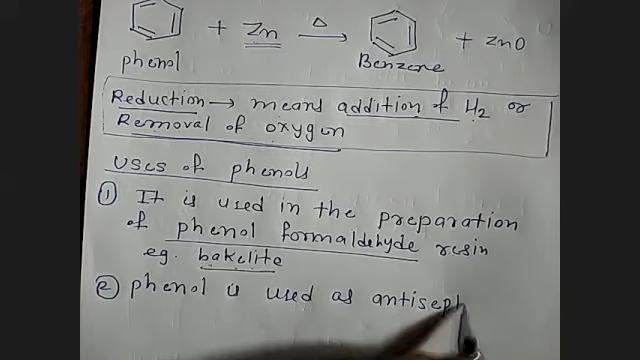 + Zn Δ → + ZnO
phenol Benzene
Reduction → means addition of H2 or
Removal of oxygen
uses of phenols
① It is used in the preparation
of phenol formaldehyde resin
eg. bakelite
② phenol is used as antisept